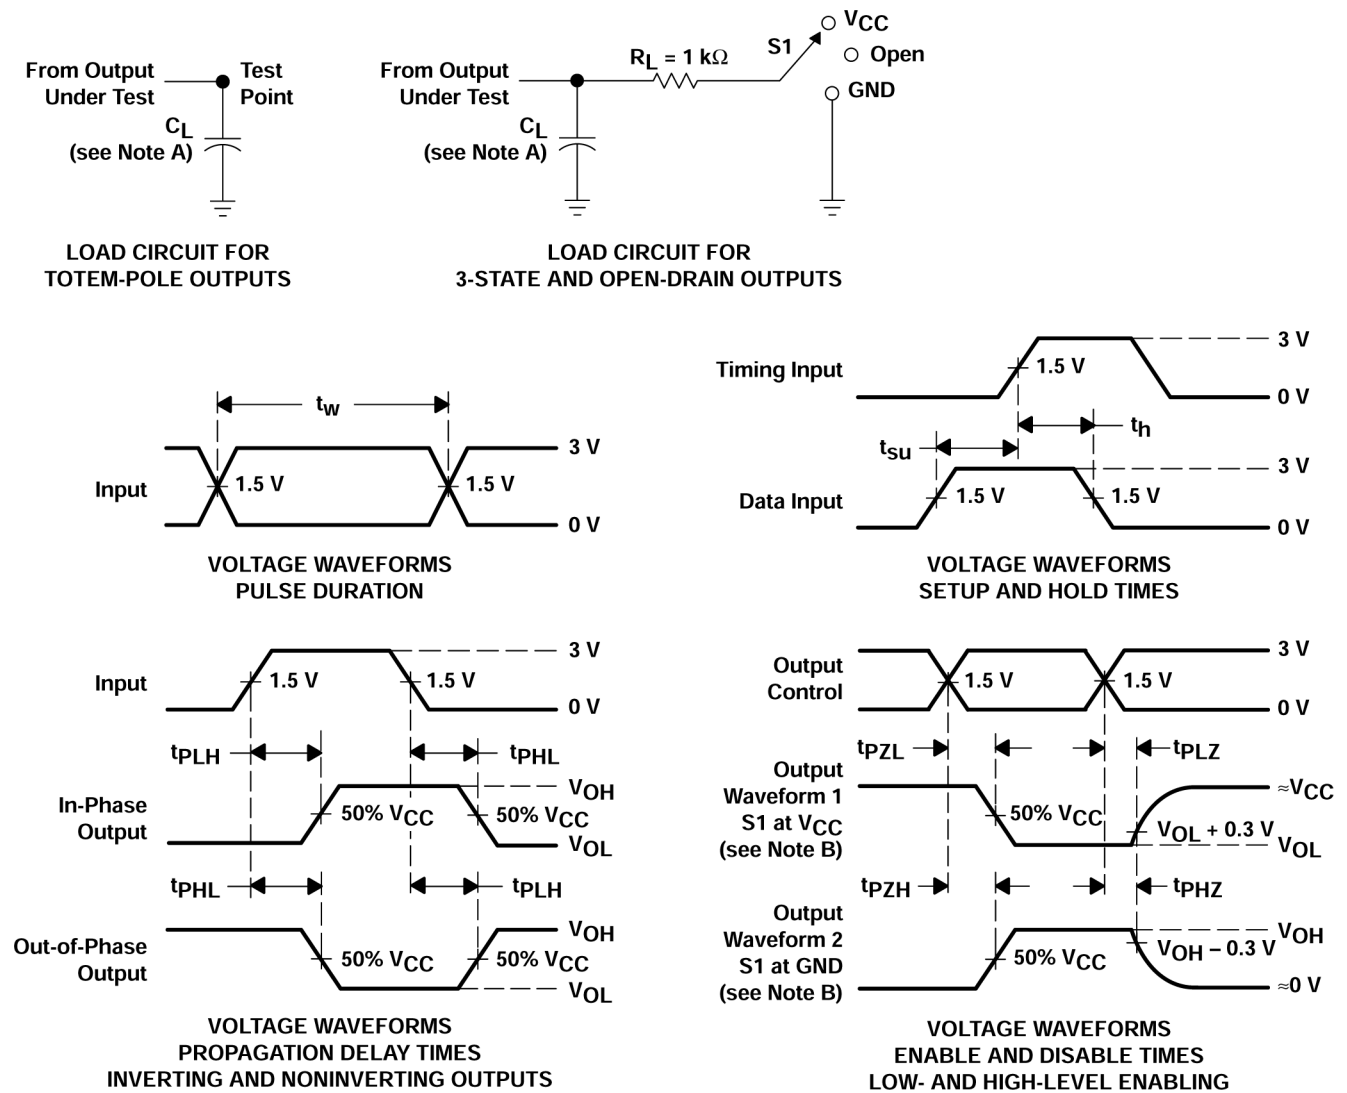 From Output
Under Test
Test
Point
CL
(see Note A)
LOAD CIRCUIT FOR
TOTEM-POLE OUTPUTS
From Output
Under Test
RL = 1 kΩ
S1
VCC
Open
GND
CL
(see Note A)
LOAD CIRCUIT FOR
3-STATE AND OPEN-DRAIN OUTPUTS
tw
Input
1.5 V
1.5 V
3 V
0 V
VOLTAGE WAVEFORMS
PULSE DURATION
Timing Input
1.5 V
3 V
0 V
th
tsu
Data Input
1.5 V
1.5 V
3 V
0 V
VOLTAGE WAVEFORMS
SETUP AND HOLD TIMES
Input
1.5 V
1.5 V
3 V
0 V
tPLH
tPHL
In-Phase
Output
50% VCC
50% VCC
VOH
VOL
tPHL
tPLH
Out-of-Phase
Output
50% VCC
50% VCC
VOH
VOL
VOLTAGE WAVEFORMS
PROPAGATION DELAY TIMES
INVERTING AND NONINVERTING OUTPUTS
Output
Control
1.5 V
1.5 V
3 V
0 V
tPZL
tPLZ
Output
Waveform 1
S1 at VCC
(see Note B)
50% VCC
VOL + 0.3 V
≈VCC
VOL
tPZH
tPHZ
Output
Waveform 2
S1 at GND
(see Note B)
50% VCC
VOH − 0.3 V
VOH
≈0 V
VOLTAGE WAVEFORMS
ENABLE AND DISABLE TIMES
LOW- AND HIGH-LEVEL ENABLING